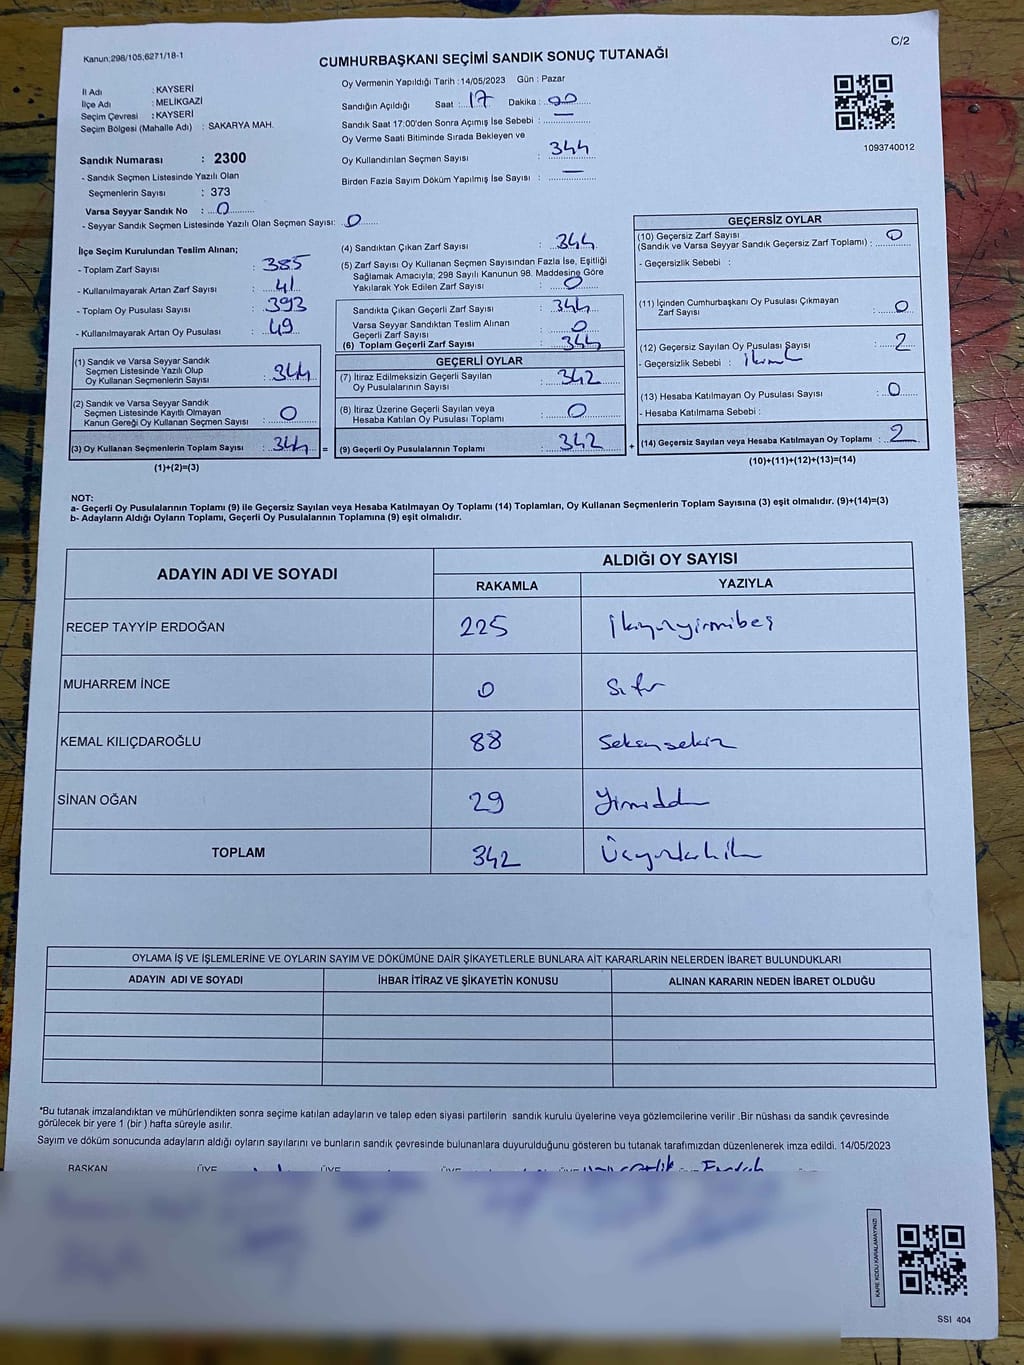 Kanun;298/105;6271/18-1
C/2
CUMHURBAŞKANI SEÇİMİ SANDIK SONUÇ TUTANAĞI
İl Adı : KAYSERİ
İlçe Adı : MELİKGAZİ
Seçim Çevresi : KAYSERİ
Seçim Bölgesi (Mahalle Adı) : SAKARYA MAH.
Sandık Numarası : 2300
- Sandık Seçmen Listesinde Yazılı Olan
Seçmenlerin Sayısı : 373
Varsa Seyyar Sandık No : 0
- Seyyar Sandık Seçmen Listesinde Yazılı Olan Seçmen Sayısı: 0
Oy Vermenin Yapıldığı Tarih :14/05/2023 Gün : Pazar
Sandığın Açıldığı Saat : 17 Dakika : 00
Sandık Saat 17:00'den Sonra Açımış İse Sebebi : —
Oy Verme Saati Bitiminde Sırada Bekleyen ve
Oy Kullandırılan Seçmen Sayısı : 344
Birden Fazla Sayım Döküm Yapılmış İse Sayısı : —
1093740012
İlçe Seçim Kurulundan Teslim Alınan;
- Toplam Zarf Sayısı : 385
- Kullanılmayarak Artan Zarf Sayısı : 41
- Toplam Oy Pusulası Sayısı : 393
- Kullanılmayarak Artan Oy Pusulası : 49
(1) Sandık ve Varsa Seyyar Sandık
Seçmen Listesinde Yazılı Olup
Oy Kullanan Seçmenlerin Sayısı : 344
(2) Sandık ve Varsa Seyyar Sandık
Seçmen Listesinde Kayıtlı Olmayan
Kanun Gereği Oy Kullanan Seçmen Sayısı : 0
(3) Oy Kullanan Seçmenlerin Toplam Sayısı : 344 =
(1)+(2)=(3)
(4) Sandıktan Çıkan Zarf Sayısı : 344
(5) Zarf Sayısı Oy Kullanan Seçmen Sayısından Fazla İse, Eşitliği
Sağlamak Amacıyla, 298 Sayılı Kanunun 98. Maddesine Göre
Yakılarak Yok Edilen Zarf Sayısı : 0
Sandıkta Çıkan Geçerli Zarf Sayısı : 344
Varsa Seyyar Sandıktan Teslim Alınan
Geçerli Zarf Sayısı : 0
(6) Toplam Geçerli Zarf Sayısı : 344
GEÇERLİ OYLAR
(7) İtiraz Edilmeksizin Geçerli Sayılan
Oy Pusulalarının Sayısı : 342
(8) İtiraz Üzerine Geçerli Sayılan veya
Hesaba Katılan Oy Pusulası Toplamı : 0
(9) Geçerli Oy Pusulalarının Toplamı : 342 +
GEÇERSİZ OYLAR
(10) Geçersiz Zarf Sayısı
(Sandık ve Varsa Seyyar Sandık Geçersiz Zarf Toplamı) : 0
- Geçersizlik Sebebi :
(11) İçinden Cumhurbaşkanı Oy Pusulası Çıkmayan
Zarf Sayısı : 0
(12) Geçersiz Sayılan Oy Pusulası Sayısı : 2
- Geçersizlik Sebebi :
(13) Hesaba Katılmayan Oy Pusulası Sayısı : 0
- Hesaba Katılmama Sebebi :
(14) Geçersiz Sayılan veya Hesaba Katılmayan Oy Toplamı : 2
(10)+(11)+(12)+(13)=(14)
NOT:
a- Geçerli Oy Pusulalarının Toplamı (9) ile Geçersiz Sayılan veya Hesaba Katılmayan Oy Toplamı (14) Toplamları, Oy Kullanan Seçmenlerin Toplam Sayısına (3) eşit olmalıdır. (9)+(14)=(3)
b- Adayların Aldığı Oyların Toplamı, Geçerli Oy Pusulalarının Toplamına (9) eşit olmalıdır.
ADAYIN ADI VE SOYADI
ALDIĞI OY SAYISI
RAKAMLA YAZIYLA
RECEP TAYYİP ERDOĞAN 225 İkiyüzyirmibeş
MUHARREM İNCE 0 Sıfır
KEMAL KILIÇDAROĞLU 88 Seksensekiz
SİNAN OĞAN 29
TOPLAM 342
OYLAMA İŞ VE İŞLEMLERİNE VE OYLARIN SAYIM VE DÖKÜMÜNE DAİR ŞİKAYETLERLE BUNLARA AİT KARARLARIN NELERDEN İBARET BULUNDUKLARI
ADAYIN ADI VE SOYADI İHBAR İTİRAZ VE ŞİKAYETİN KONUSU ALINAN KARARIN NEDEN İBARET OLDUĞU
*Bu tutanak imzalandıktan ve mühürlendikten sonra seçime katılan adayların ve talep eden siyasi partilerin sandık kurulu üyelerine veya gözlemcilerine verilir .Bir nüshası da sandık çevresinde
görülecek bir yere 1 (bir ) hafta süreyle asılır.
Sayım ve döküm sonucunda adayların aldığı oyların sayılarını ve bunların sandık çevresinde bulunanlara duyurulduğunu gösteren bu tutanak tarafımızdan düzenlenerek imza edildi. 14/05/2023
BAŞKAN ÜYE ÜYE ÜYE
KARE KODU KARALAMAYINIZ!
SSI 404